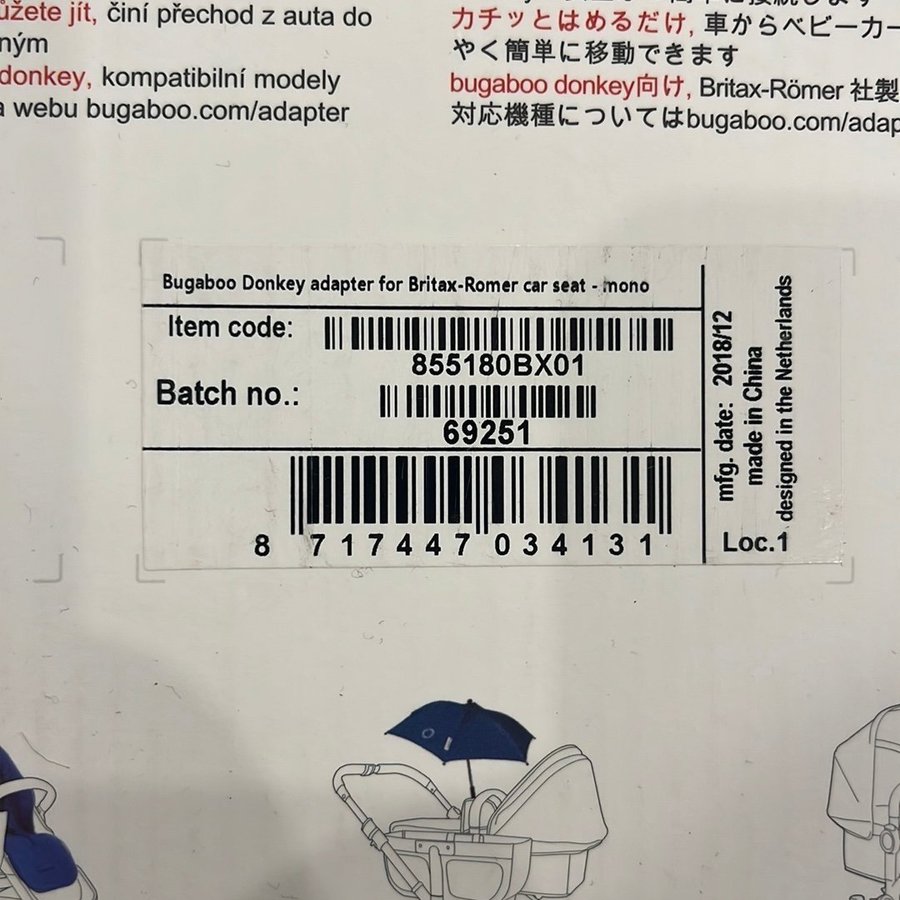 ůžete jít, činí přechod z auta do
ným
donkey, kompatibilní modely
a webu bugaboo.com/adapter
カチッとはめるだけ, 車からベビーカー
やく簡単に移動できます
bugaboo donkey向け, Britax-Römer 社製
対応機種についてはbugaboo.com/adap
Bugaboo Donkey adapter for Britax-Romer car seat - mono
Item code:
855180BX01
Batch no.:
69251
8 717447 034131
mfg. date: 2018/12
made in China
designed in the Netherlands
Loc.1